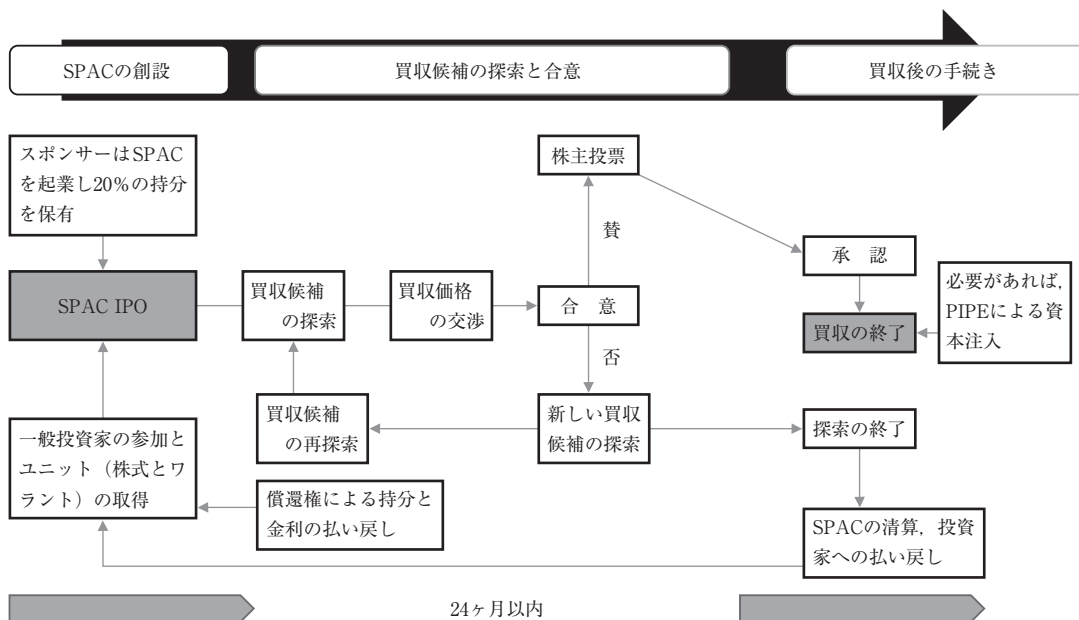 SPACの創設
買収候補の探索と合意
買収後の手続き
スポンサーはSPAC
を起業し20%の持分
を保有
SPAC IPO
一般投資家の参加と
ユニット（株式とワ
ラント）の取得
買収候補
の探索
買収価格
の交渉
合　意
賛
否
株主投票
買収候補
の再探索
新しい買収
候補の探索
償還権による持分と
金利の払い戻し
承　認
買収の終了
必要があれば，
PIPEによる資
本注入
探索の終了
SPACの清算，投資
家への払い戻し
24ヶ月以内